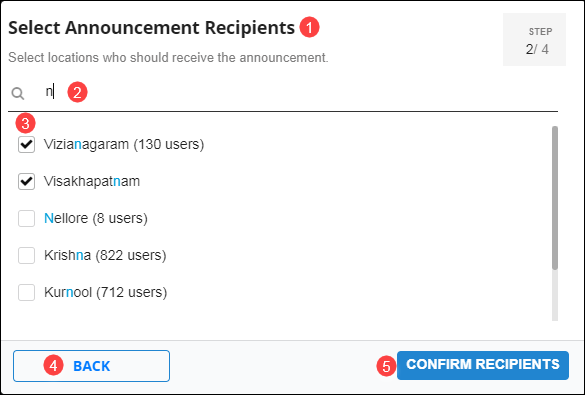 Select Announcement Recipients 1
STEP
2/ 4
Select locations who should receive the announcement.
n 2
3
Vizianagaram (130 users)
Visakhapatnam
Nellore (8 users)
Krishna (822 users)
Kurnool (712 users)
4 BACK
5 CONFIRM RECIPIENTS